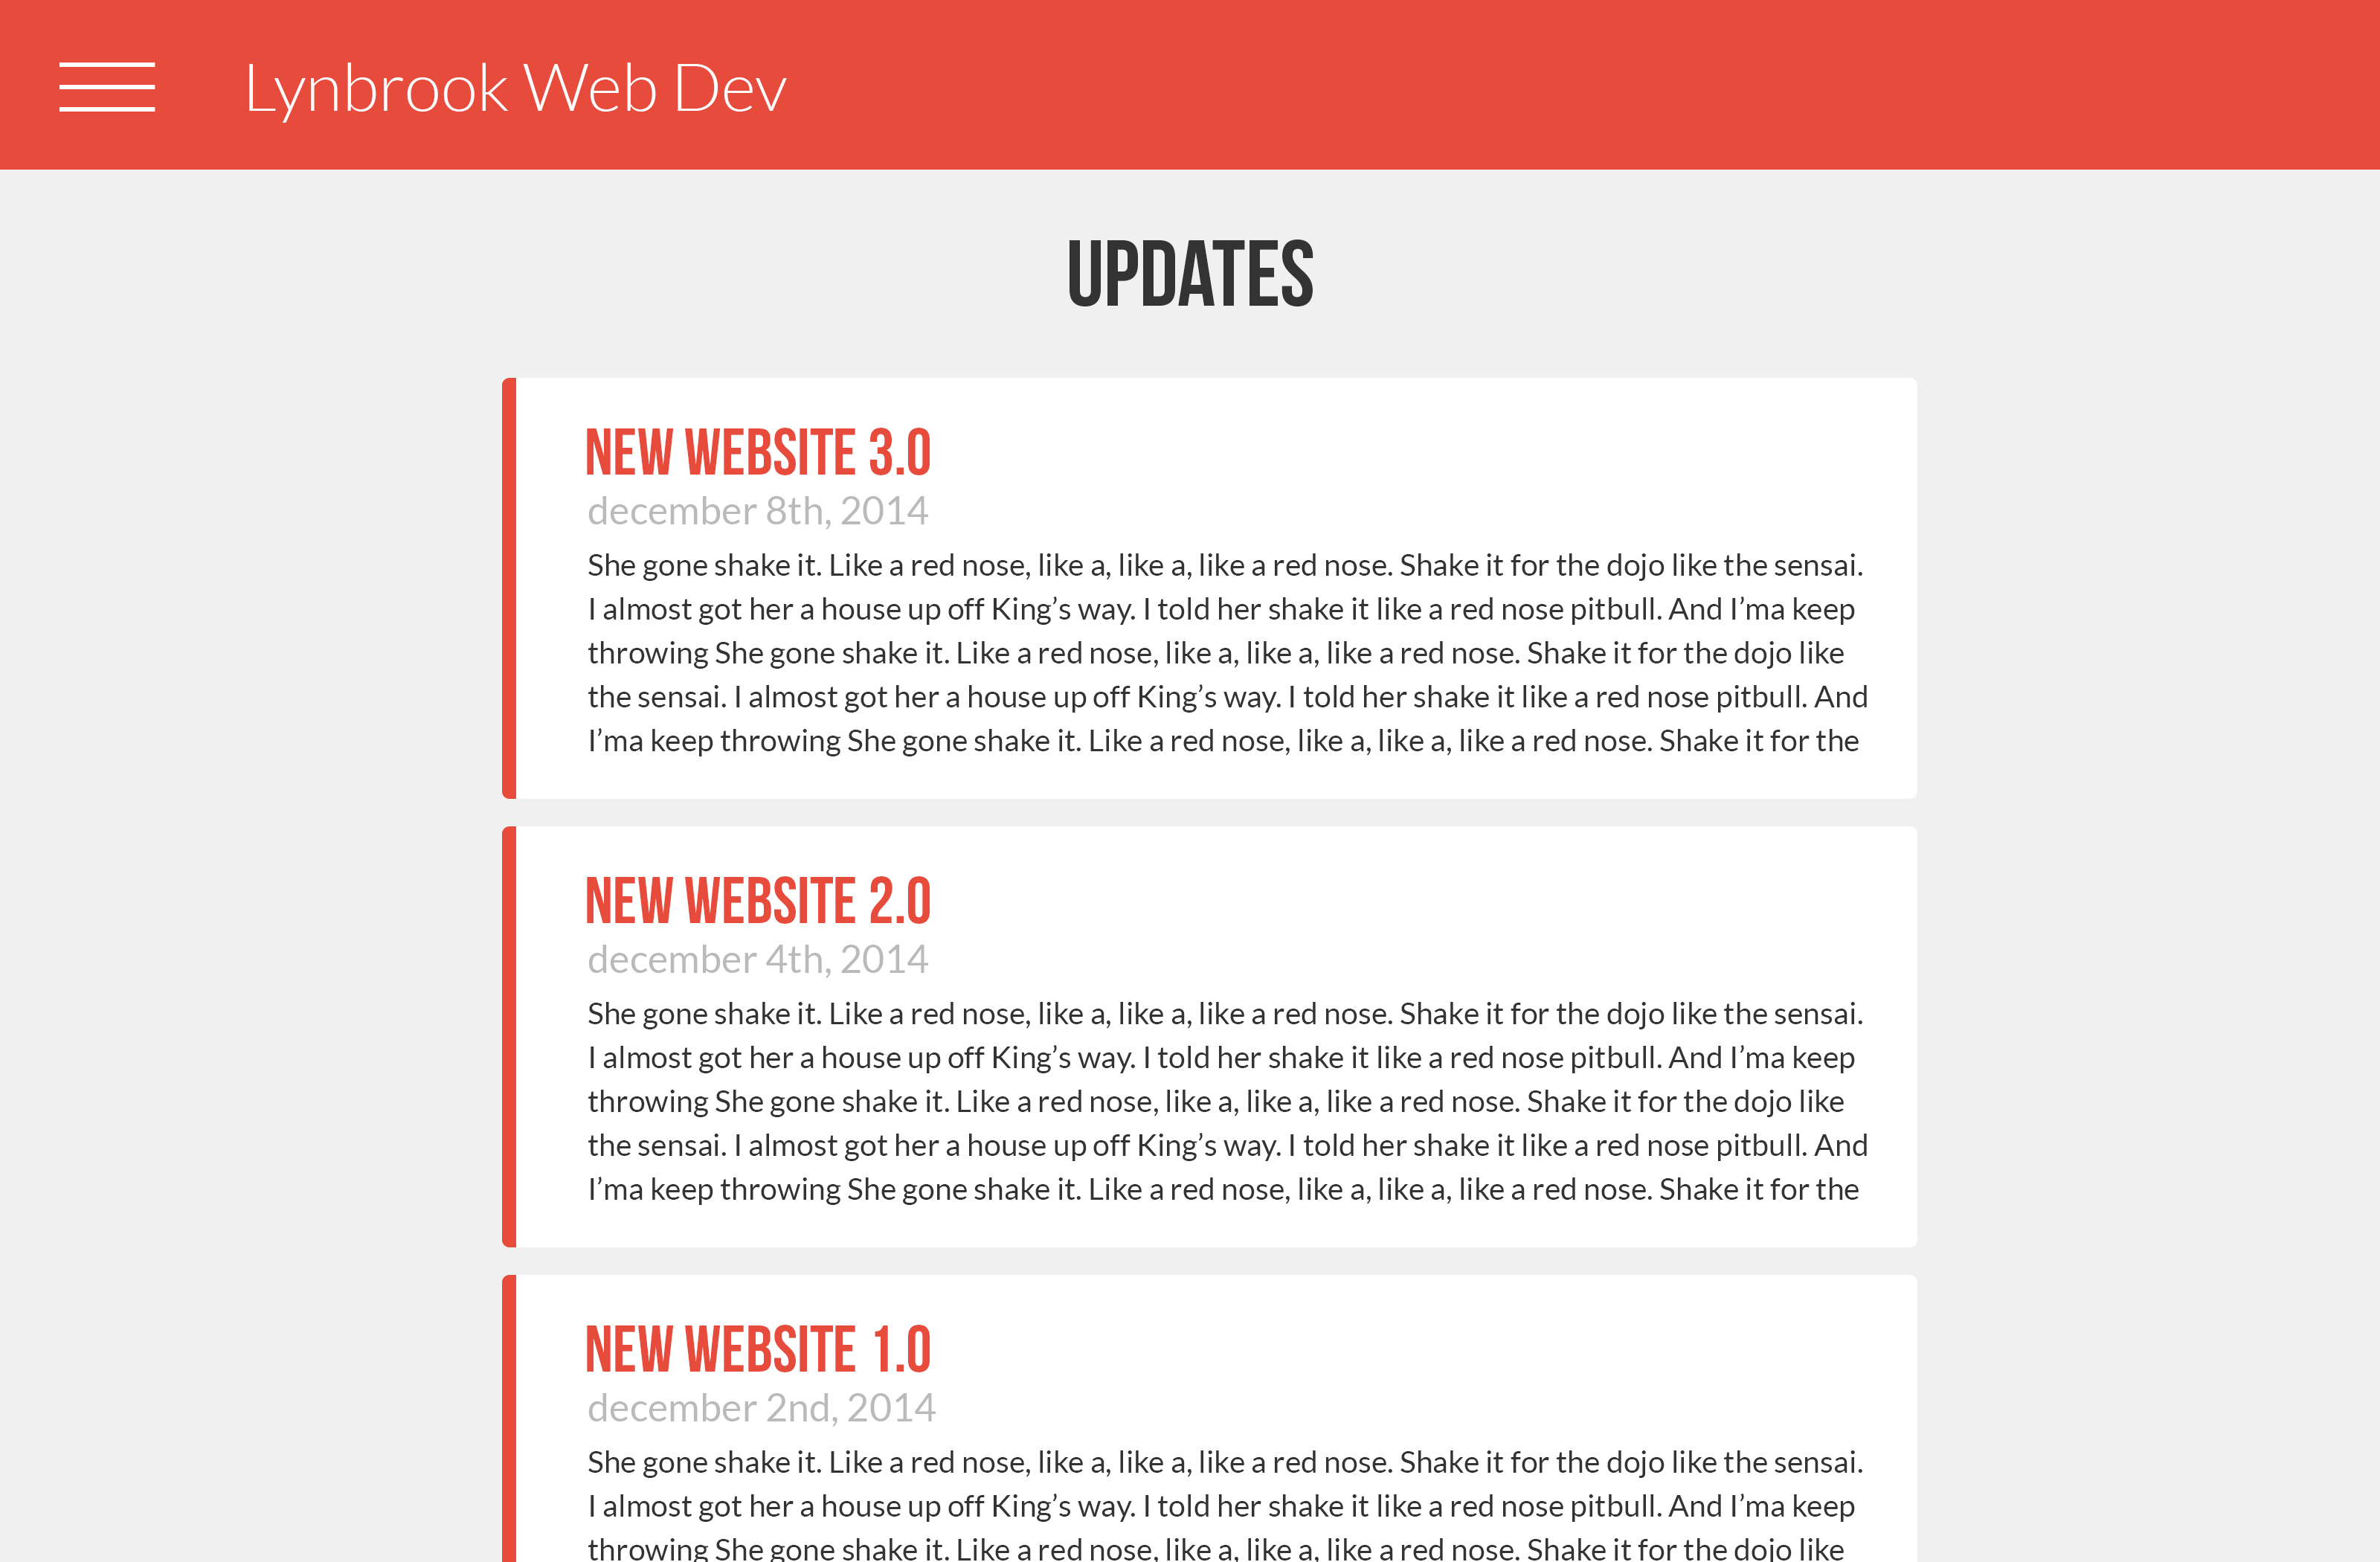 Lynbrook Web Dev
UPDATES
NEW WEBSITE 3.0
december 8th, 2014
She gone shake it. Like a red nose, like a, like a, like a red nose. Shake it for the dojo like the sensai.
I almost got her a house up off King’s way. I told her shake it like a red nose pitbull. And I’ma keep
throwing She gone shake it. Like a red nose, like a, like a, like a red nose. Shake it for the dojo like
the sensai. I almost got her a house up off King’s way. I told her shake it like a red nose pitbull. And
I’ma keep throwing She gone shake it. Like a red nose, like a, like a, like a red nose. Shake it for the
NEW WEBSITE 2.0
december 4th, 2014
She gone shake it. Like a red nose, like a, like a, like a red nose. Shake it for the dojo like the sensai.
I almost got her a house up off King’s way. I told her shake it like a red nose pitbull. And I’ma keep
throwing She gone shake it. Like a red nose, like a, like a, like a red nose. Shake it for the dojo like
the sensai. I almost got her a house up off King’s way. I told her shake it like a red nose pitbull. And
I’ma keep throwing She gone shake it. Like a red nose, like a, like a, like a red nose. Shake it for the
NEW WEBSITE 1.0
december 2nd, 2014
She gone shake it. Like a red nose, like a, like a, like a red nose. Shake it for the dojo like the sensai.
I almost got her a house up off King’s way. I told her shake it like a red nose pitbull. And I’ma keep
throwing She gone shake it. Like a red nose, like a, like a, like a red nose. Shake it for the dojo like